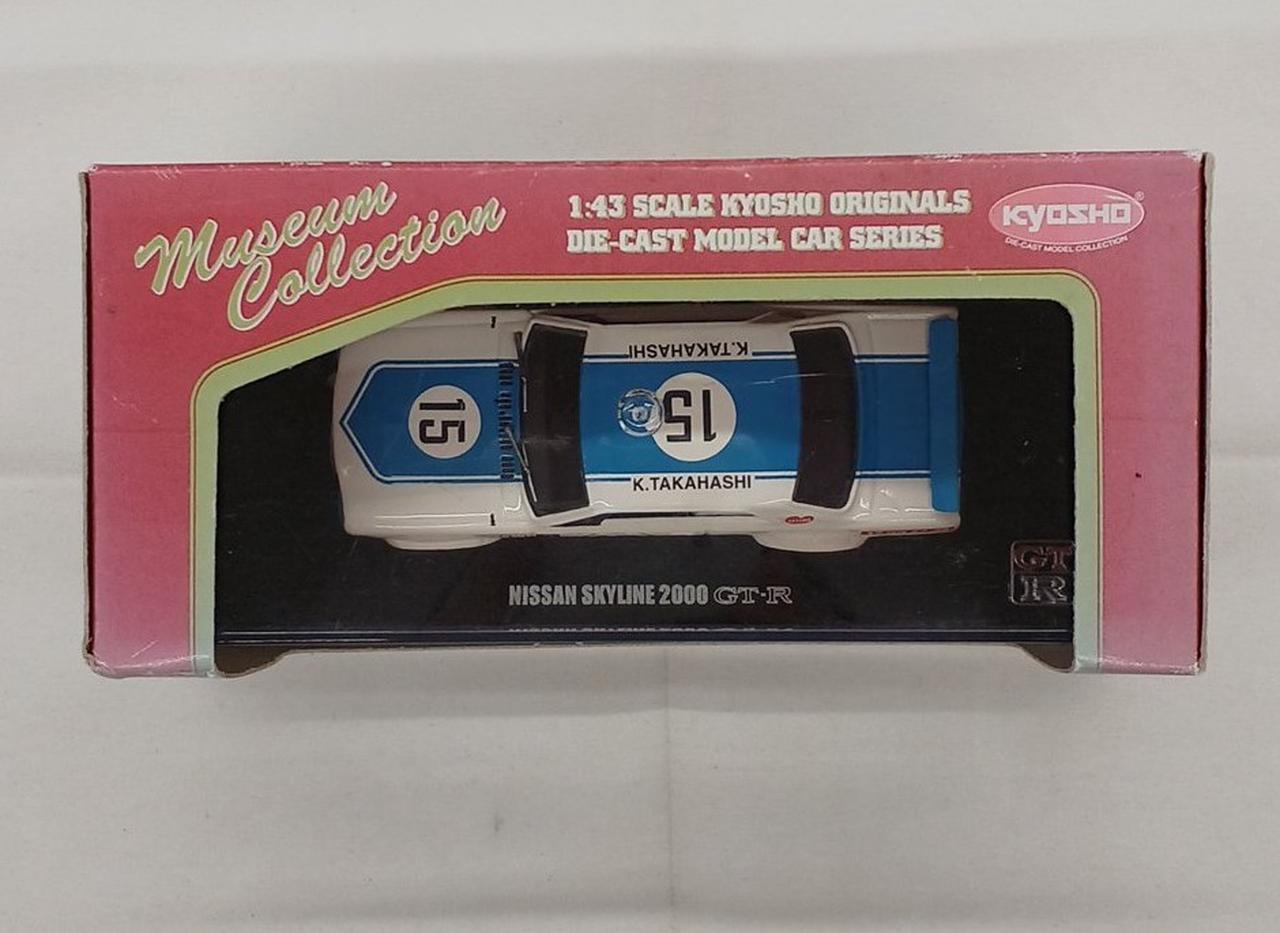 Museum
Collection
1:43 SCALE KYOSHO ORIGINALS
DIE-CAST MODEL CAR SERIES
KYOSHO®
DIE-CAST MODEL COLLECTION
K.TAKAHASHI
15
15
K.TAKAHASHI
NISSAN SKYLINE 2000 GT-R
GT
R